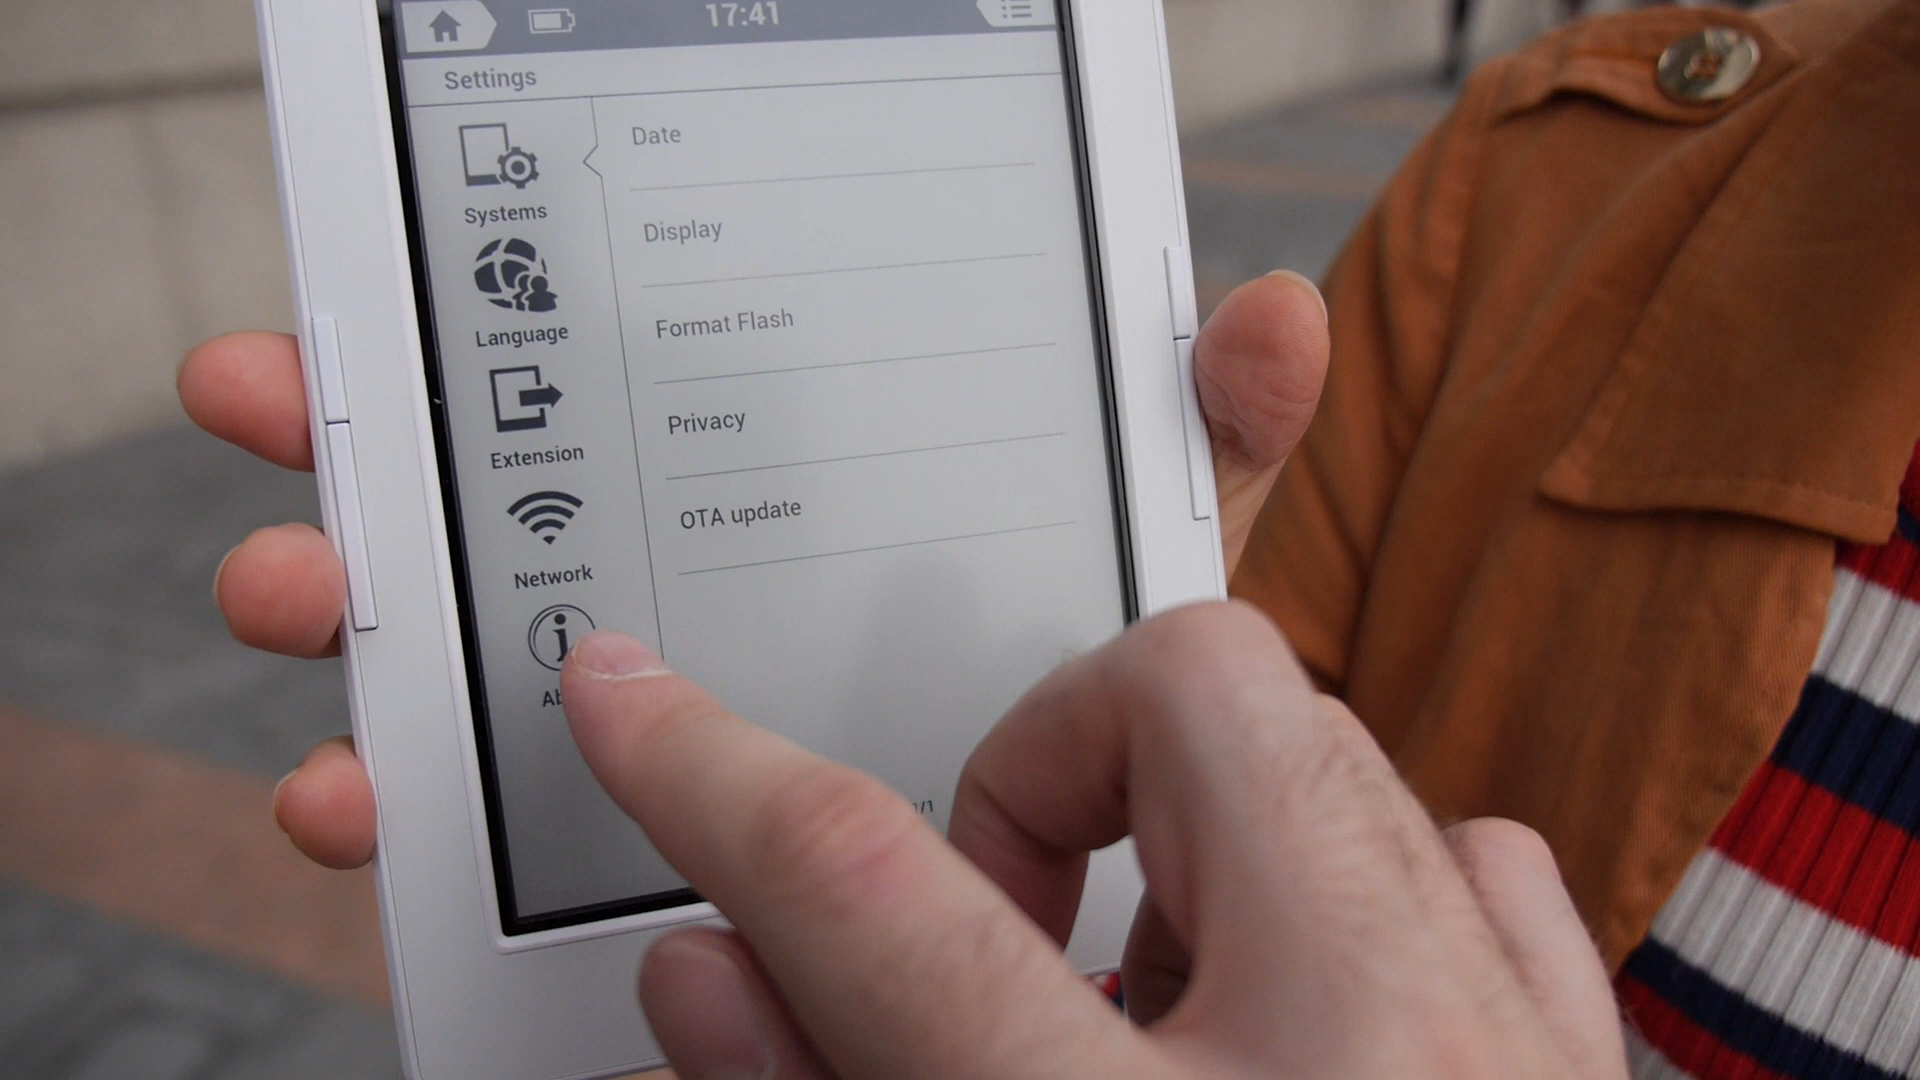 17:41
Settings
Systems
Language
Extension
Network
Date
Display
Format Flash
Privacy
OTA update